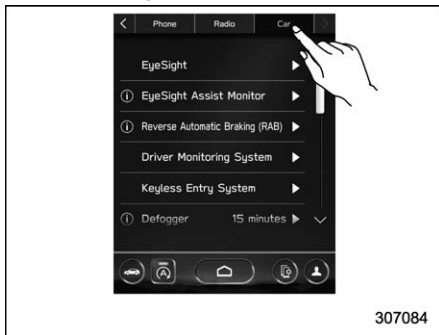 Phone Radio Car
EyeSight
EyeSight Assist Monitor
Reverse Automatic Braking (RAB)
Driver Monitoring System
Keyless Entry System
Defogger 15 minutes
307084